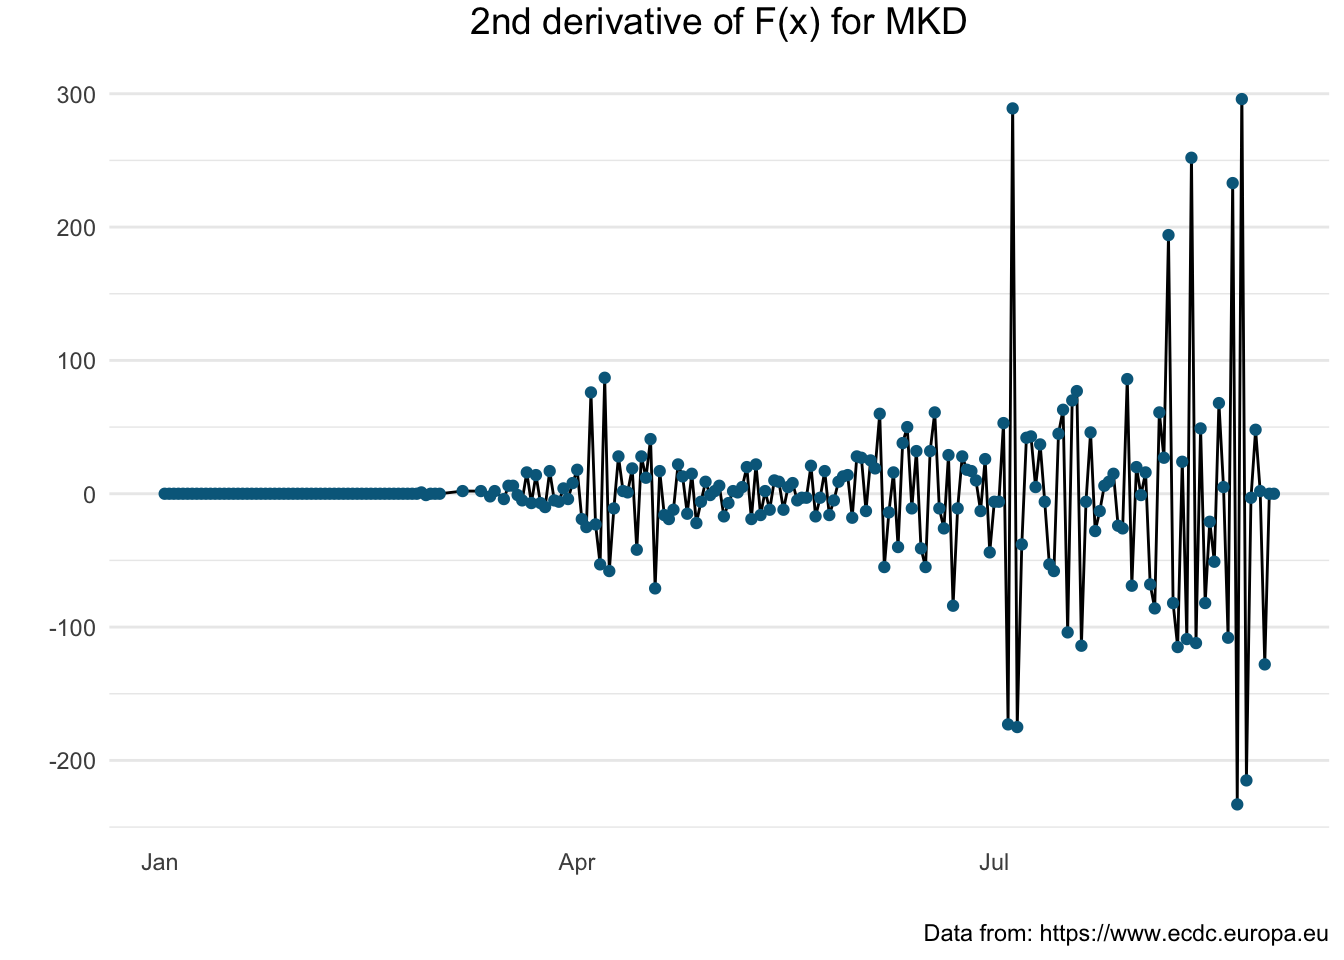 2nd derivative of F(x) for MKD
300
200
100
0
-100
-200
Jan Apr Jul
Data from: https://www.ecdc.europa.eu